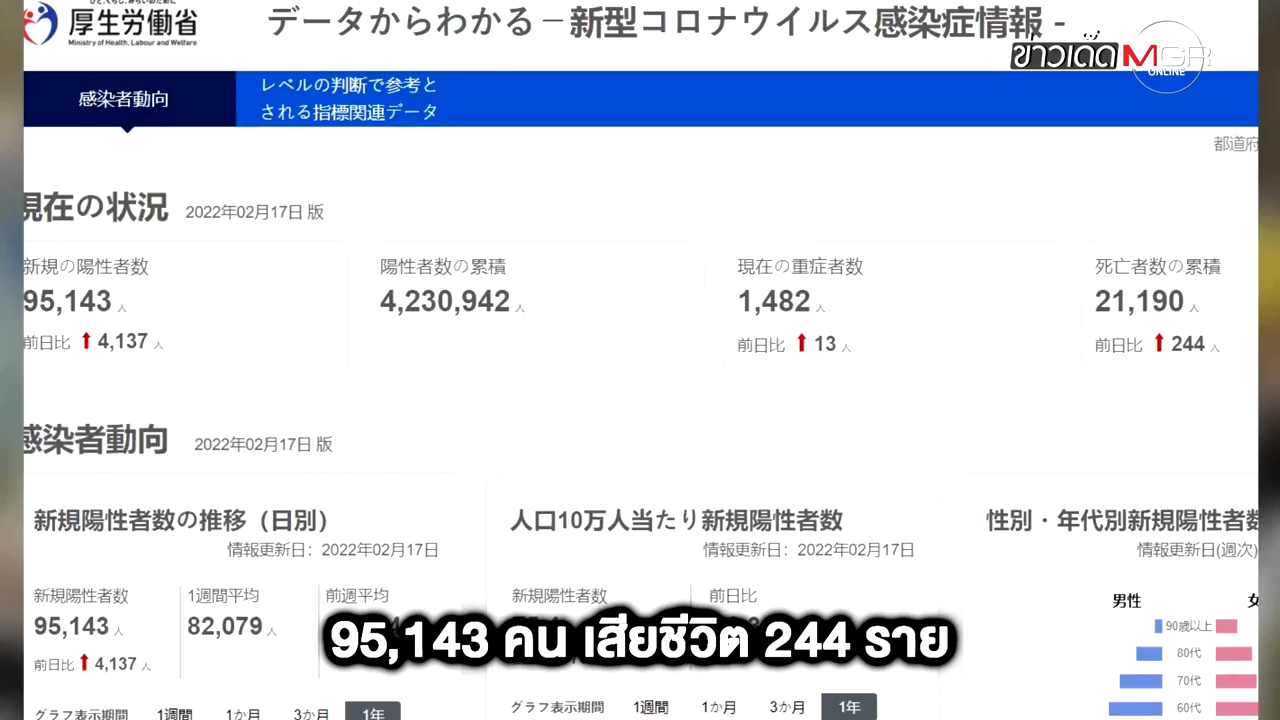 ひと、くらし、みらいのために
厚生労働省
Ministry of Health, Labour and Welfare
データからわかる－新型コロナウイルス感染症情報 -
ข่าวเด็ด MGR
ONLINE
感染者動向
レベルの判断で参考と
される指標関連データ
都道府
現在の状況 2022年02月17日 版
新規の陽性者数
95,143 人
前日比 ↑ 4,137 人
陽性者数の累積
4,230,942 人
現在の重症者数
1,482 人
前日比 ↑ 13 人
死亡者数の累積
21,190 人
前日比 ↑ 244 人
感染者動向 2022年02月17日 版
新規陽性者数の推移（日別）
情報更新日：2022年02月17日
新規陽性者数
95,143 人
前日比 ↑ 4,137 人
1週間平均
82,079 人
前週平均
グラフ表示期間 1週間 1か月 3か月 1年
人口10万人当たり新規陽性者数
情報更新日：2022年02月17日
新規陽性者数
前日比
グラフ表示期間 1週間 1か月 3か月 1年
性別・年代別新規陽性者数
情報更新日(週次)
男性
女
90歳以上
80代
70代
60代
95,143 คน เสียชีวิต 244 ราย